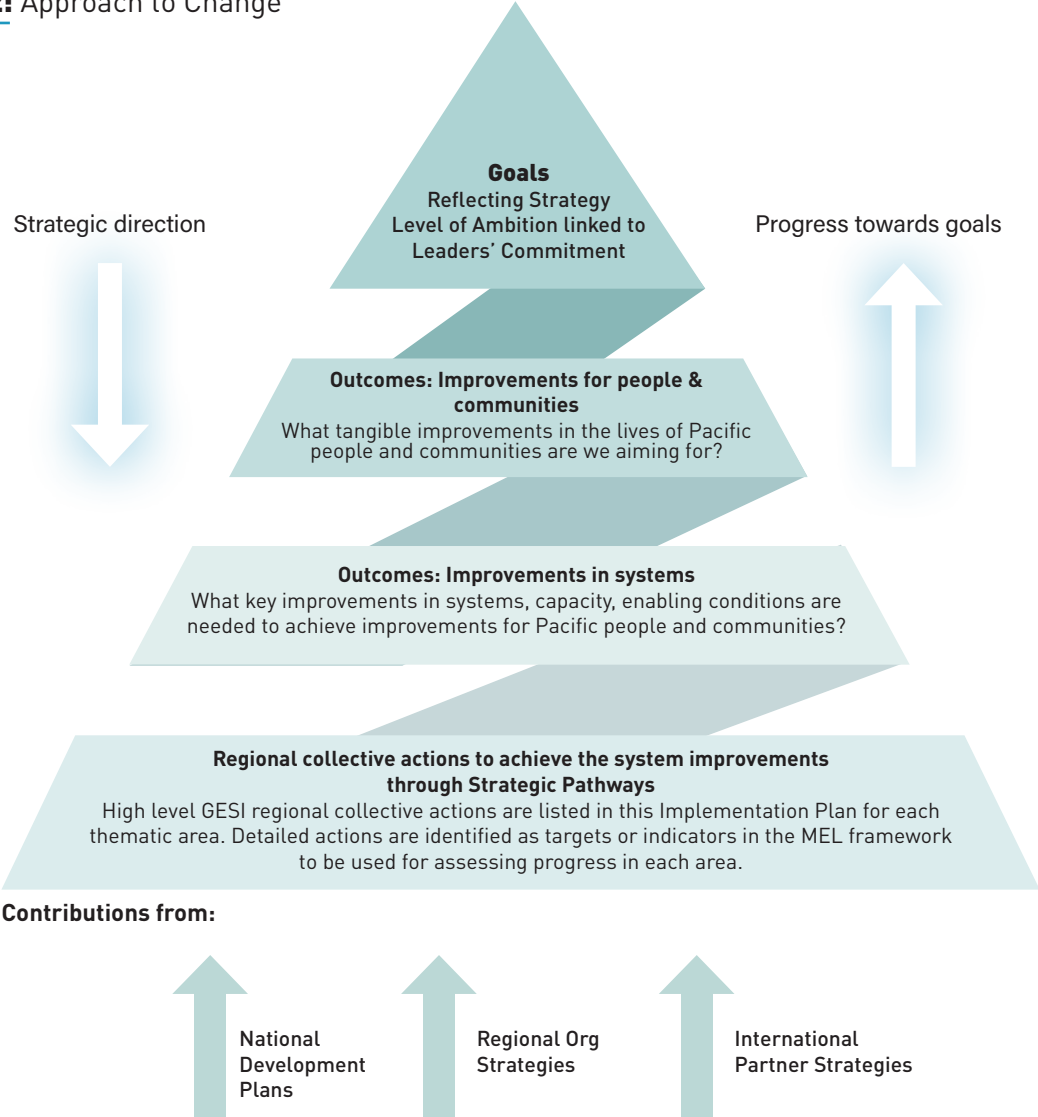 Approach to Change
Goals
Reflecting Strategy
Level of Ambition linked to
Leaders’ Commitment
Strategic direction
Progress towards goals
Outcomes: Improvements for people &
communities
What tangible improvements in the lives of Pacific
people and communities are we aiming for?
Outcomes: Improvements in systems
What key improvements in systems, capacity, enabling conditions are
needed to achieve improvements for Pacific people and communities?
Regional collective actions to achieve the system improvements
through Strategic Pathways
High level GESI regional collective actions are listed in this Implementation Plan for each
thematic area. Detailed actions are identified as targets or indicators in the MEL framework
to be used for assessing progress in each area.
Contributions from:
National
Development
Plans
Regional Org
Strategies
International
Partner Strategies